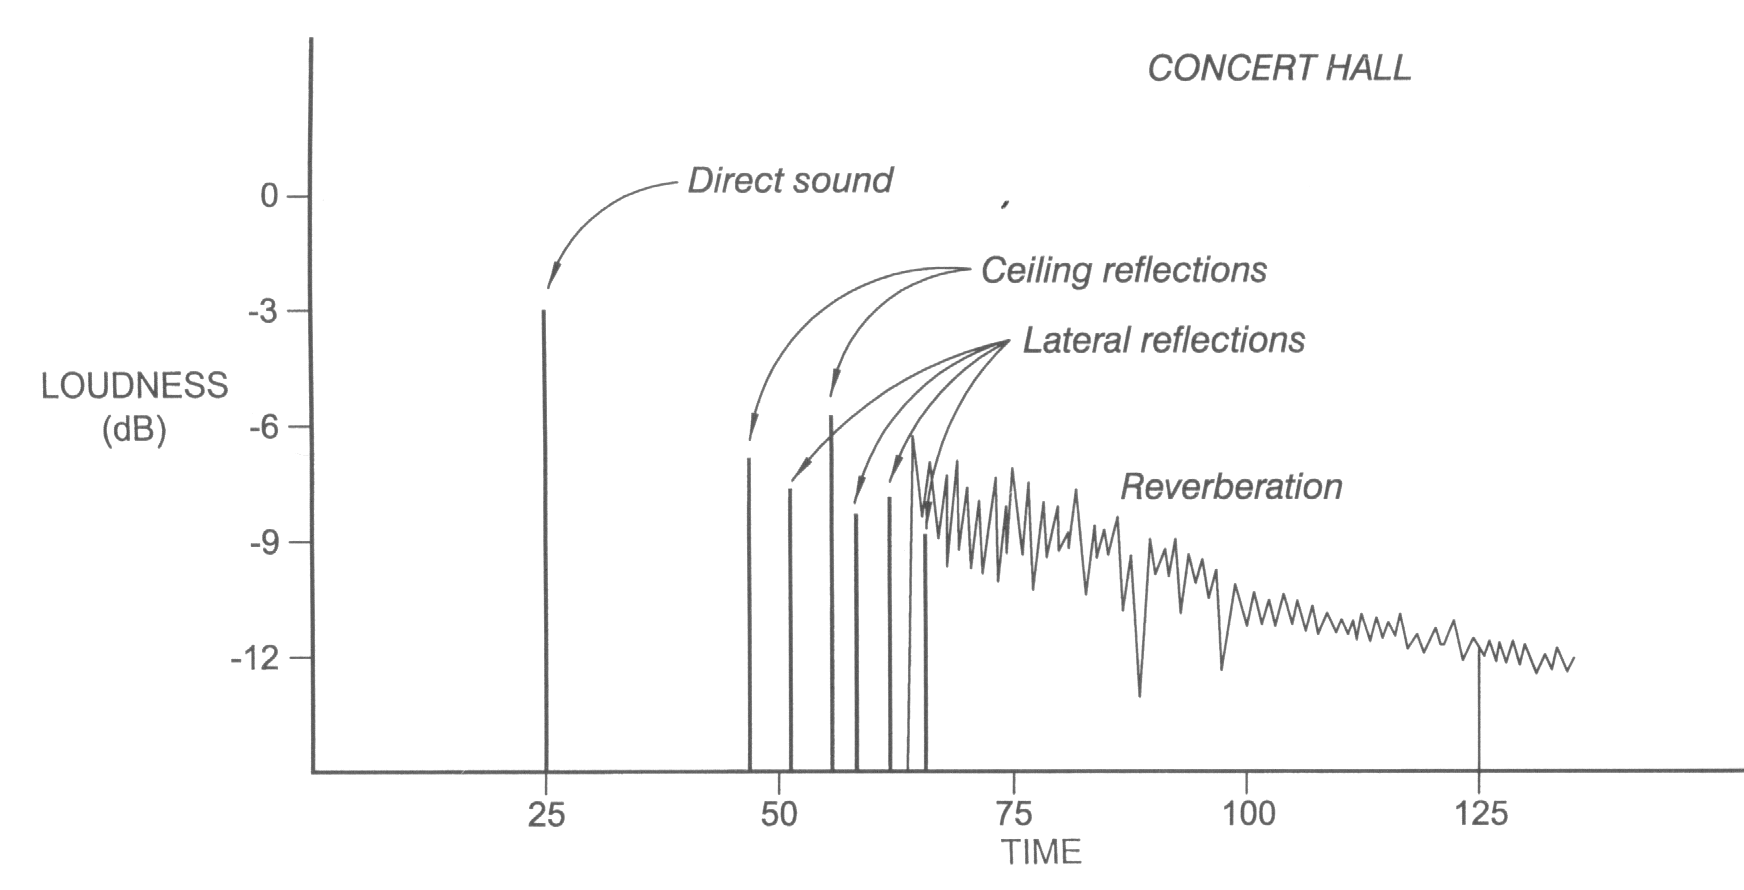 CONCERT HALL
Direct sound
0
Ceiling reflections
-3
Lateral reflections
LOUDNESS
(dB)
-6
Reverberation
-9
-12
25 50 75 100 125
TIME